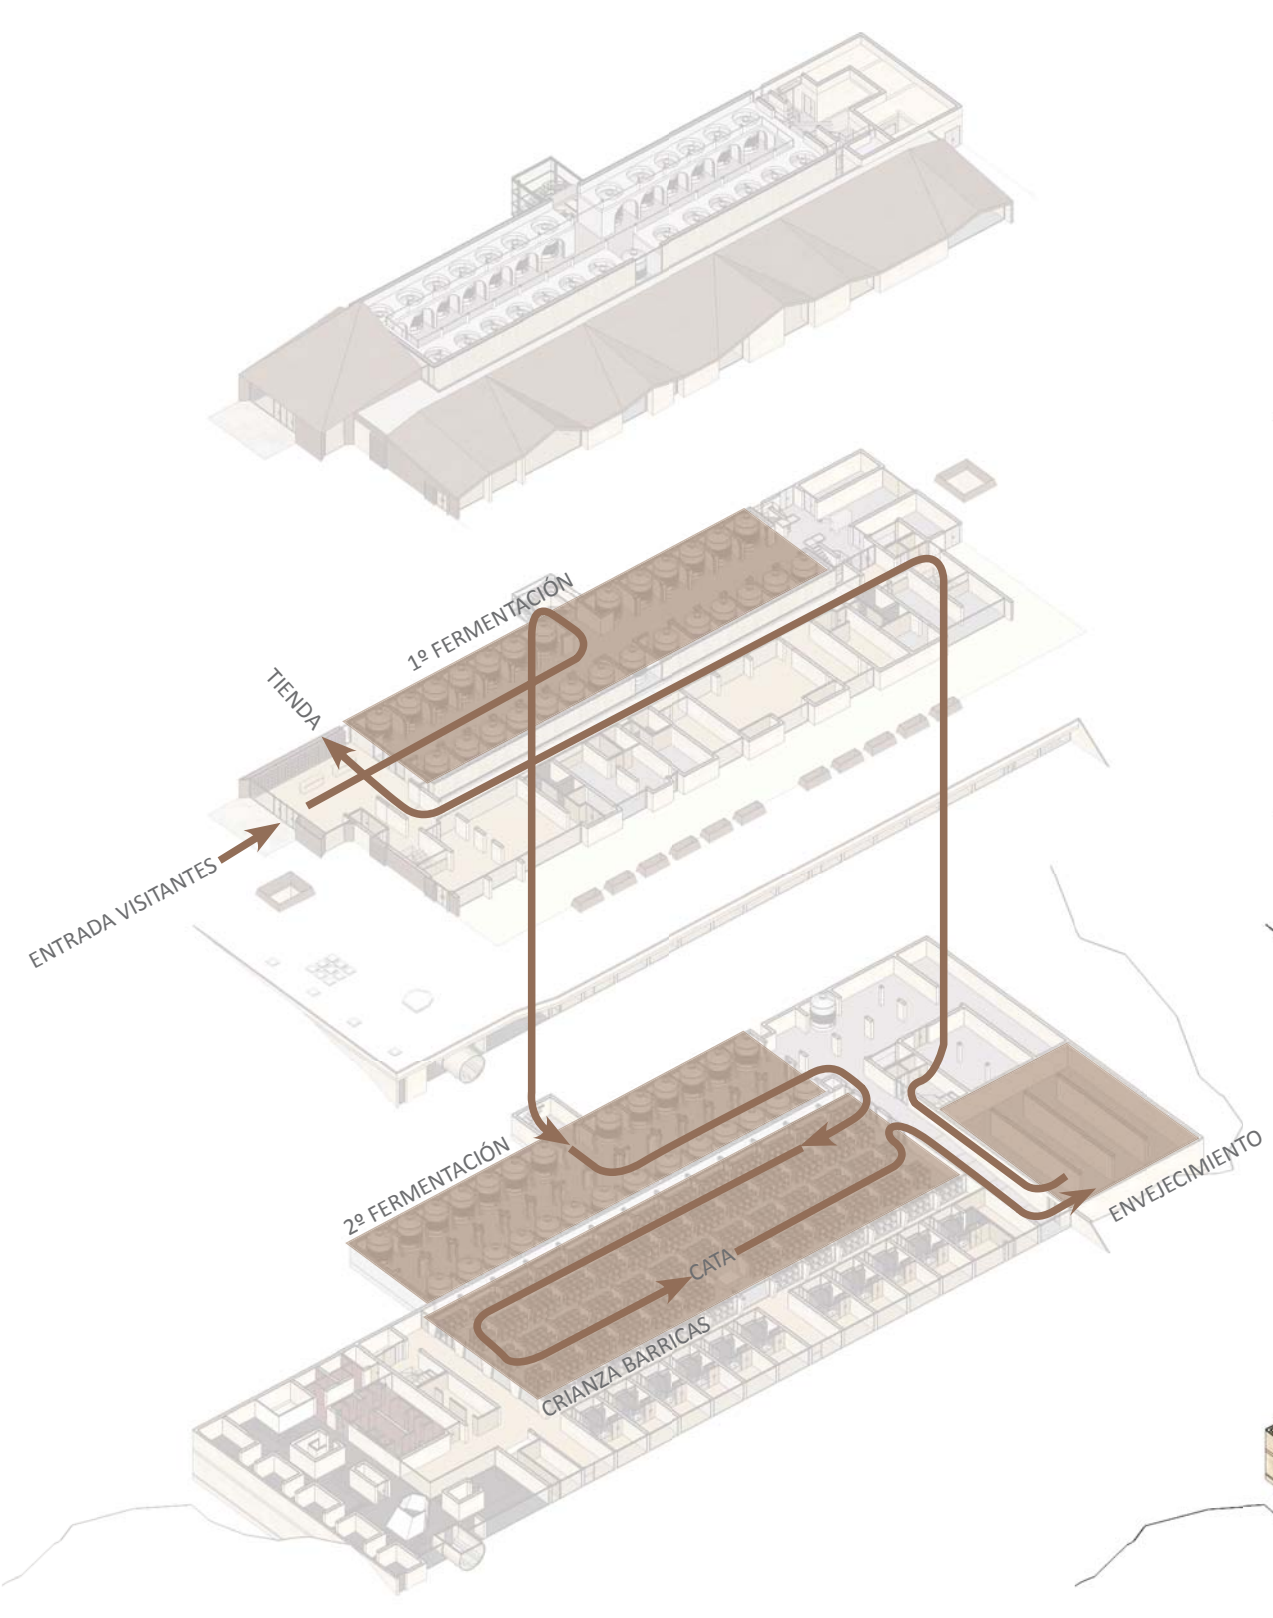 1º FERMENTACIÓN
TIENDA
ENTRADA VISITANTES
2º FERMENTACIÓN
ENVEJECIMIENTO
CATA
CRIANZA BARRICAS